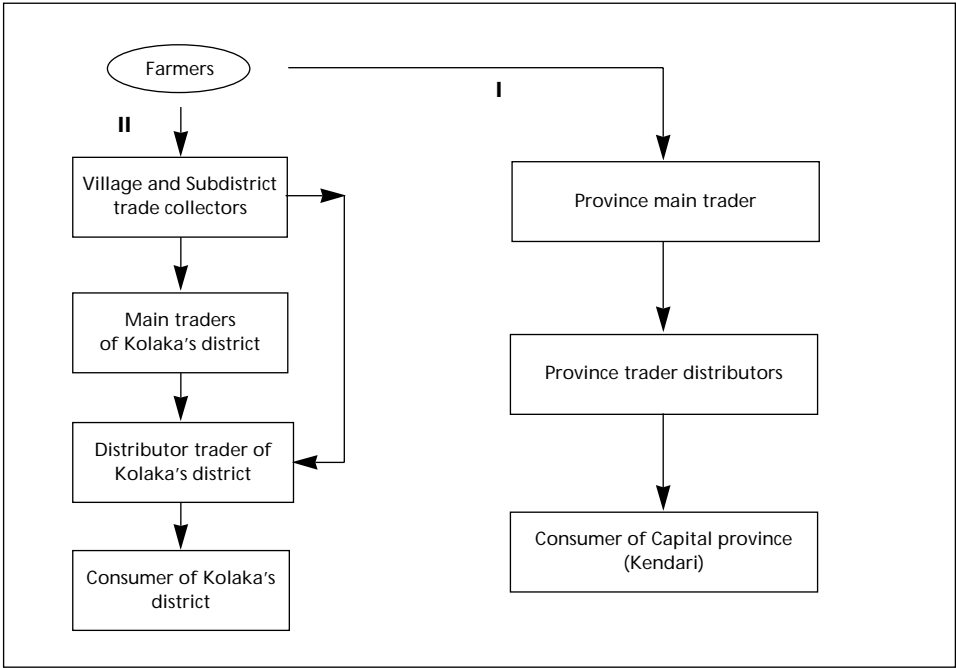 Farmers
I
II
Village and Subdistrict
trade collectors
Province main trader
Main traders
of Kolaka's district
Province trader distributors
Distributor trader of
Kolaka's district
Consumer of Capital province
(Kendari)
Consumer of Kolaka's
district